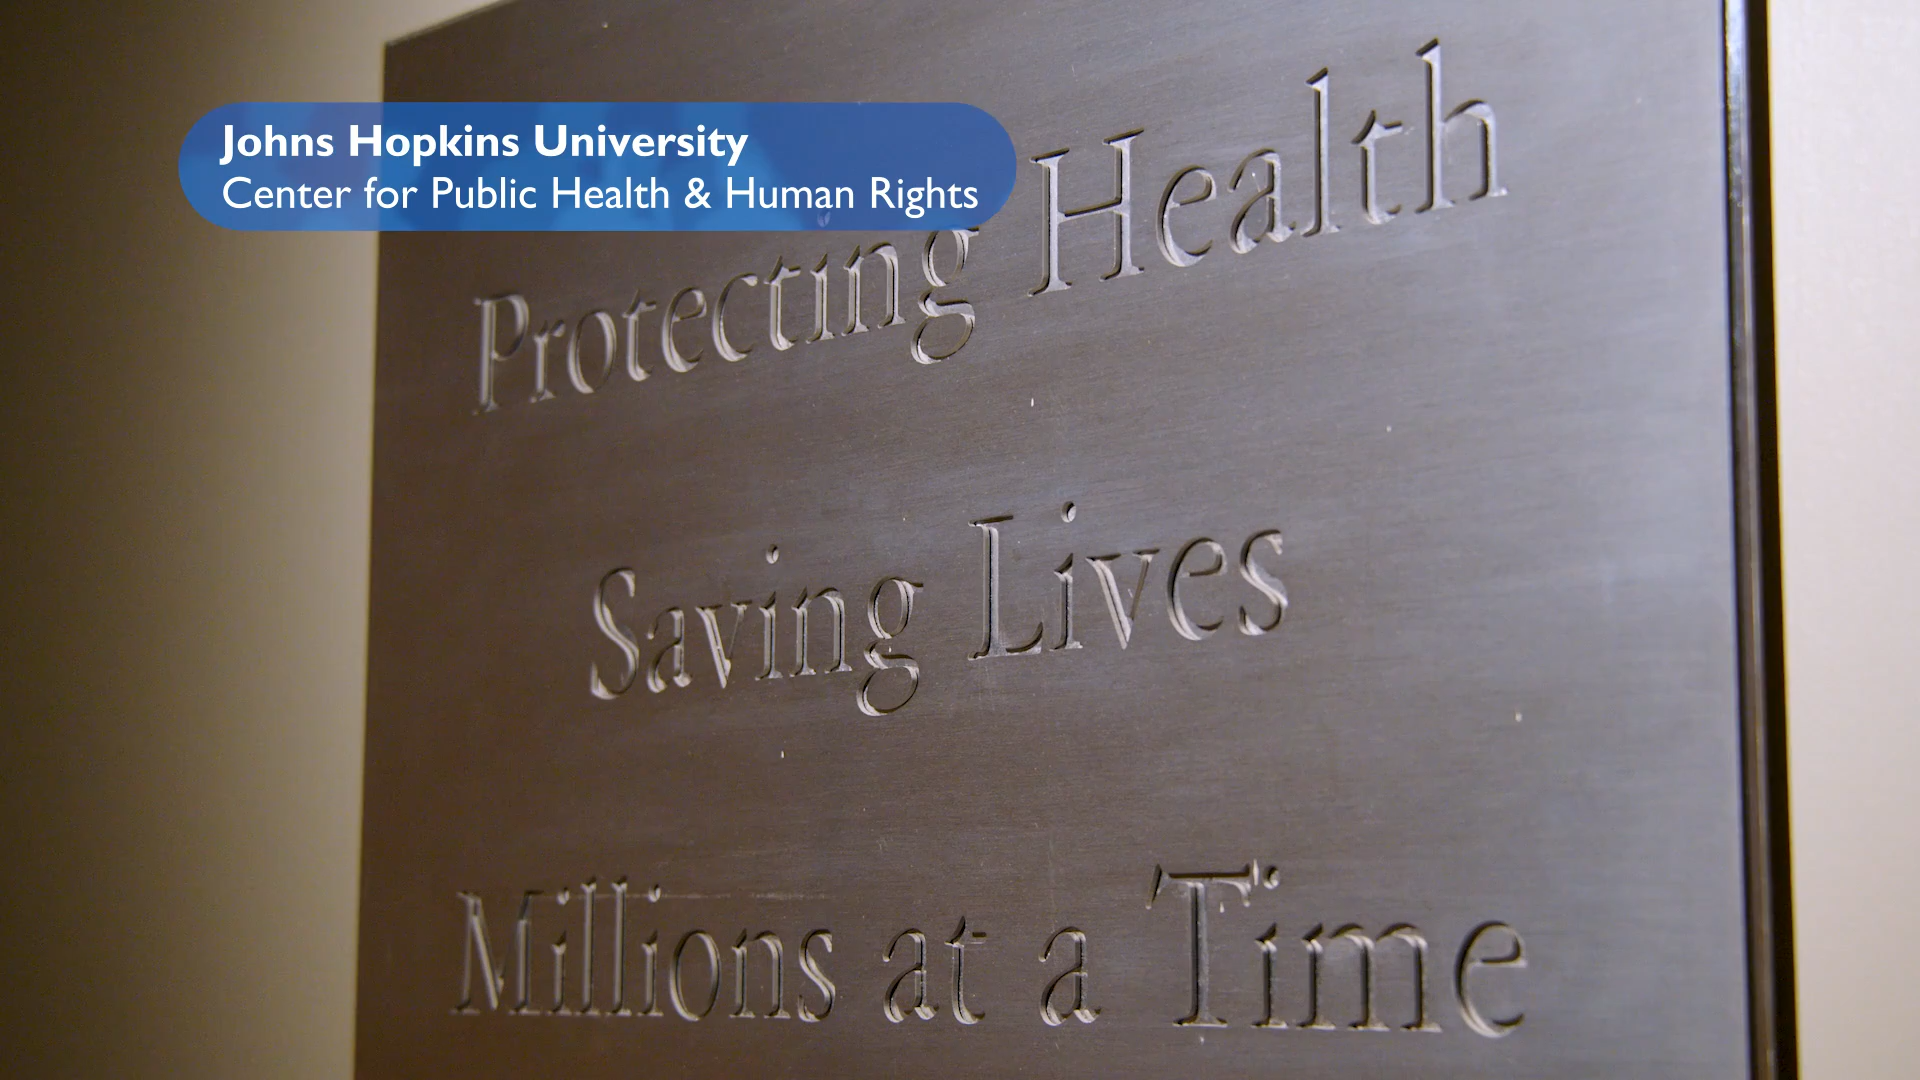 Johns Hopkins University
Center for Public Health & Human Rights
Protecting Health
Saving Lives
Millions at a Time